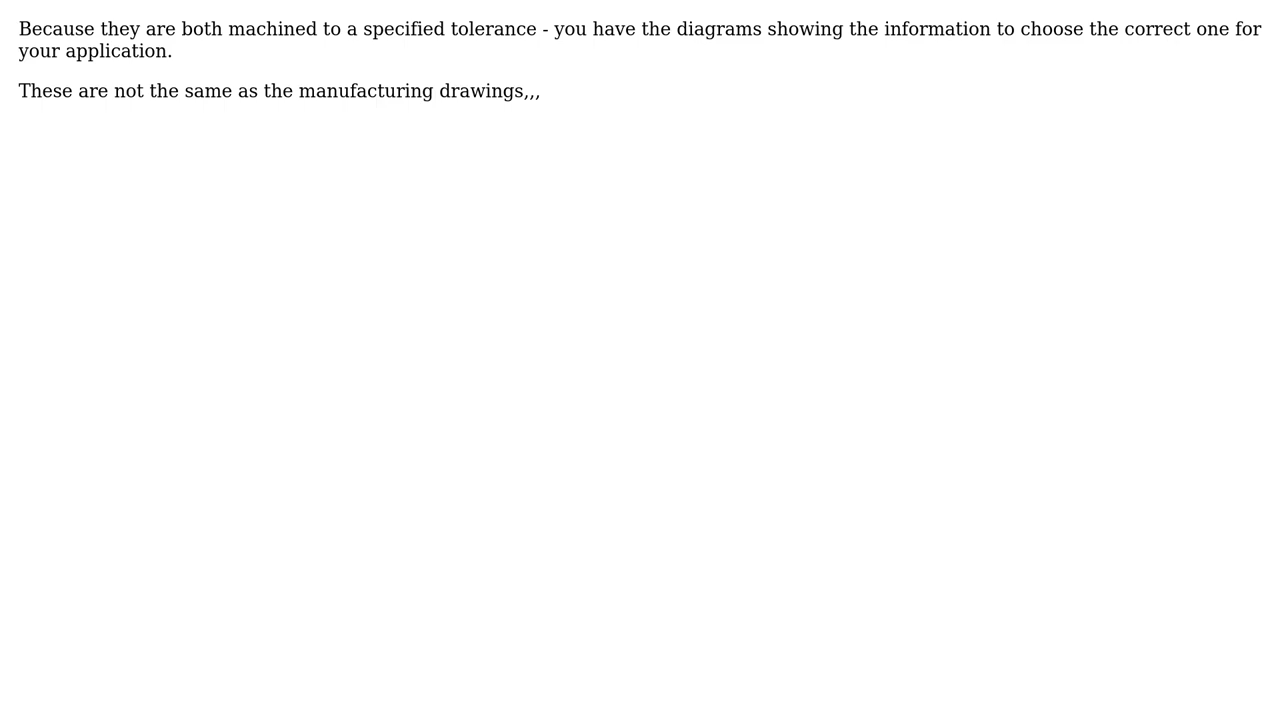 Because they are both machined to a specified tolerance - you have the diagrams showing the information to choose the correct one for
your application.
These are not the same as the manufacturing drawings,,,